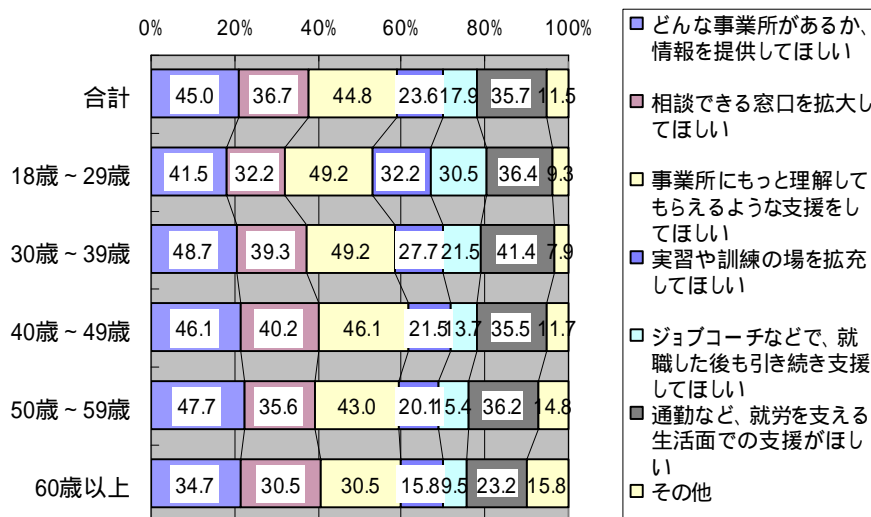 0% 20% 40% 60% 80% 100%
合計 45.0 36.7 44.8 23.6 17.9 35.7 11.5
18歳~29歳 41.5 32.2 49.2 32.2 30.5 36.4 9.3
30歳~39歳 48.7 39.3 49.2 27.7 21.5 41.4 7.9
40歳~49歳 46.1 40.2 46.1 21.5 13.7 35.5 11.7
50歳~59歳 47.7 35.6 43.0 20.1 15.4 36.2 14.8
60歳以上 34.7 30.5 30.5 15.8 9.5 23.2 15.8
どんな事業所があるか、
情報を提供してほしい
相談できる窓口を拡大し
てほしい
事業所にもっと理解して
もらえるような支援をし
てほしい
実習や訓練の場を拡充
してほしい
ジョブコーチなどで、就
職した後も引き続き支援
してほしい
通勤など、就労を支える
生活面での支援がほし
い
その他